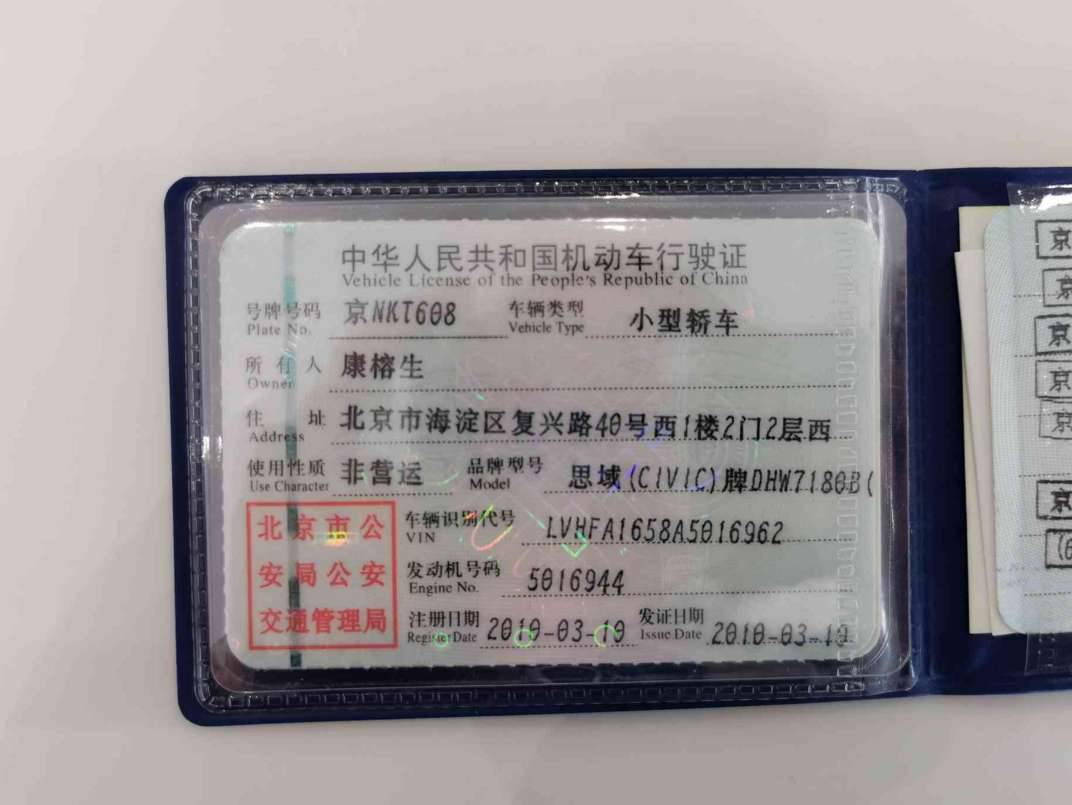 中华人民共和国机动车行驶证
Vehicle License of the People's Republic of China
号牌号码 京NKT608 车辆类型 小型轿车
Plate No. Vehicle Type
所有人 康榕生
Owner
住址 北京市海淀区复兴路40号西1楼2门2层西
Address
使用性质 非营运 品牌型号 思域(CIVIC)牌DHW7180B(
Use Character Model
北京市公
安局公安
交通管理局
车辆识别代号 LVHFA1658A5016962
VIN
发动机号码 5016944
Engine No.
注册日期 2010-03-19 发证日期 2010-03-19
Register Date Issue Date
京
京
京
京
京
京